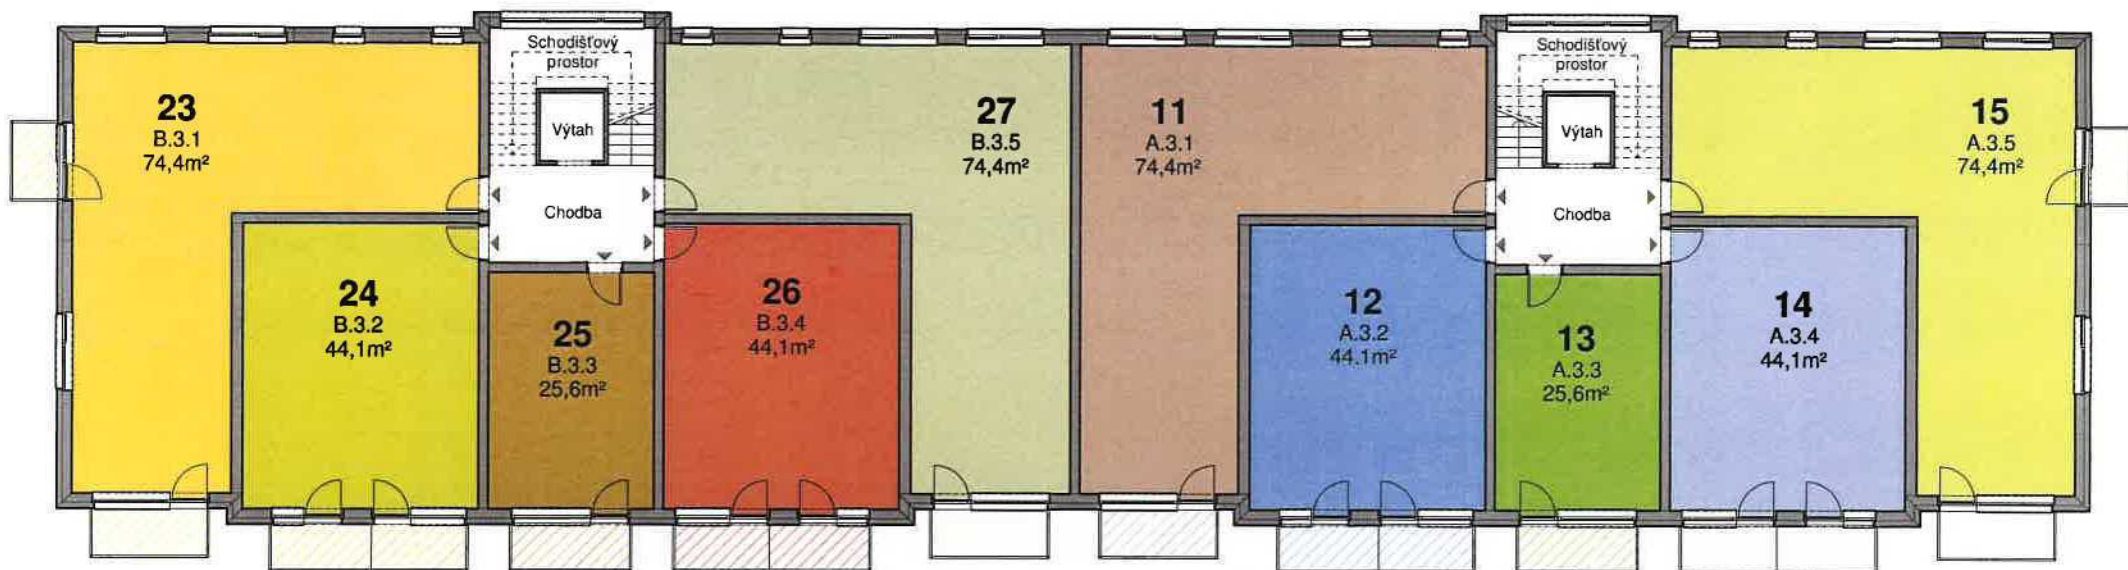 Schodišťový
prostor
Výtah
Chodba
23
B.3.1
74,4m²
24
B.3.2
44,1m²
25
B.3.3
25,6m²
26
B.3.4
44,1m²
27
B.3.5
74,4m²
11
A.3.1
74,4m²
Schodišťový
prostor
Výtah
Chodba
12
A.3.2
44.1m²
13
A.3.3
25,6m²
14
A.3.4
44,1m²
15
A.3.5
74,4m²